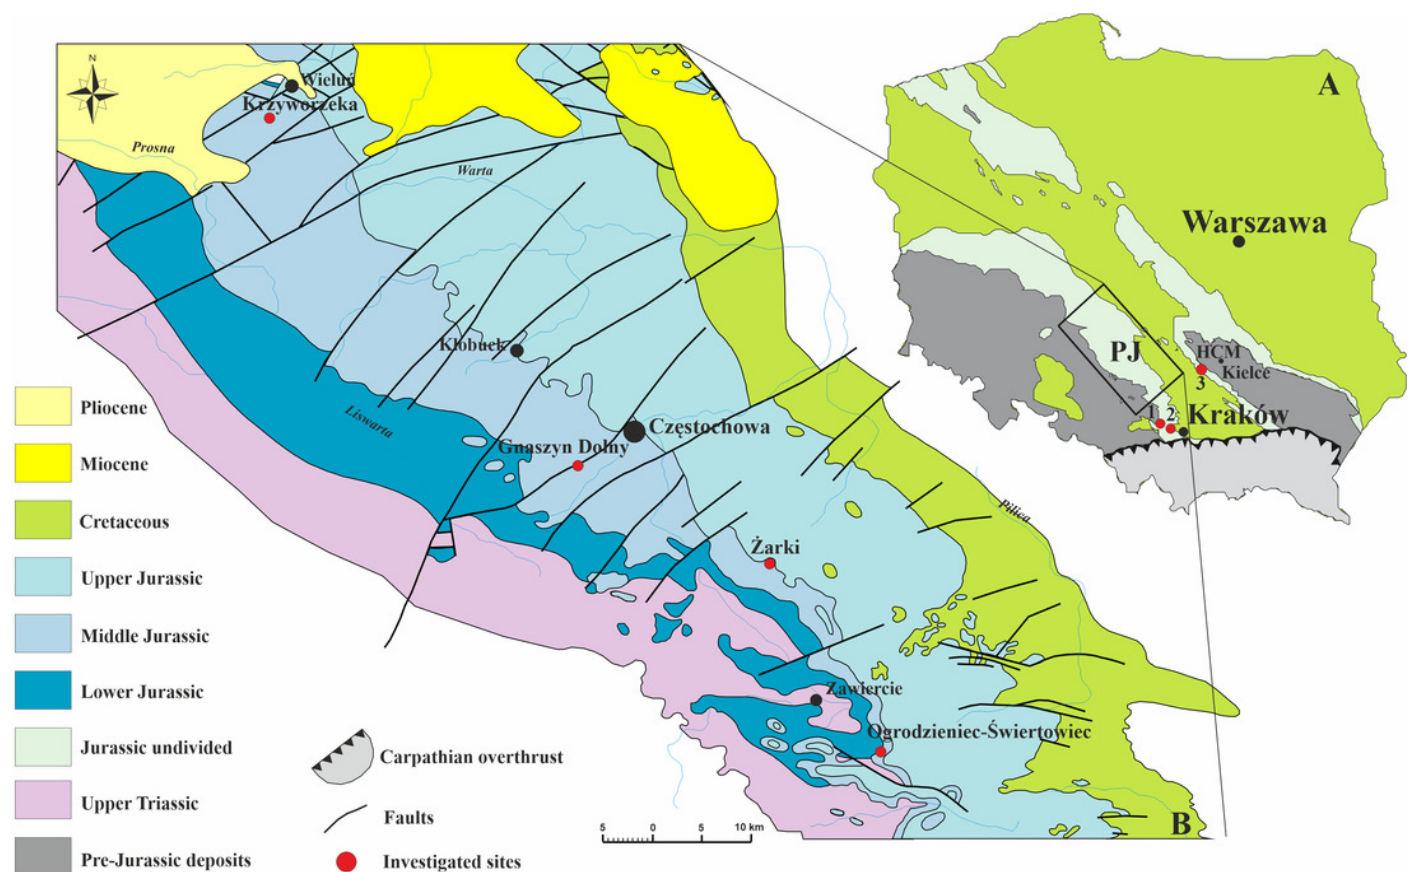 N
Wieluń
Krzyworzeka
Prosna
Warta
Kłobuck
Liswarta
Częstochowa
Gnaszyn Dolny
Żarki
Pilica
Zawiercie
Ogrodzieniec-Świertowiec
B
A
Warszawa
PJ
HCM
Kielce
3
1
2
Kraków
Pliocene
Miocene
Cretaceous
Upper Jurassic
Middle Jurassic
Lower Jurassic
Jurassic undivided
Upper Triassic
Pre-Jurassic deposits
Carpathian overthrust
Faults
Investigated sites
5 0 5 10 km